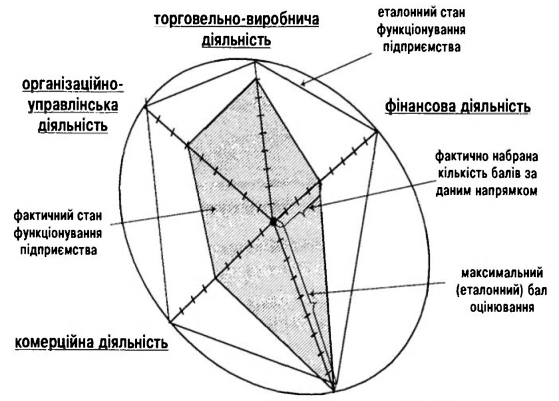 торговельно-виробнича
діяльність
еталонний стан
функціонування
підприємства
організаційно-
управлінська
діяльність
фінансова діяльність
фактично набрана
кількість балів за
даним напрямком
фактичний стан
функціонування
підприємства
максимальний
(еталонний) бал
оцінювання
комерційна діяльність